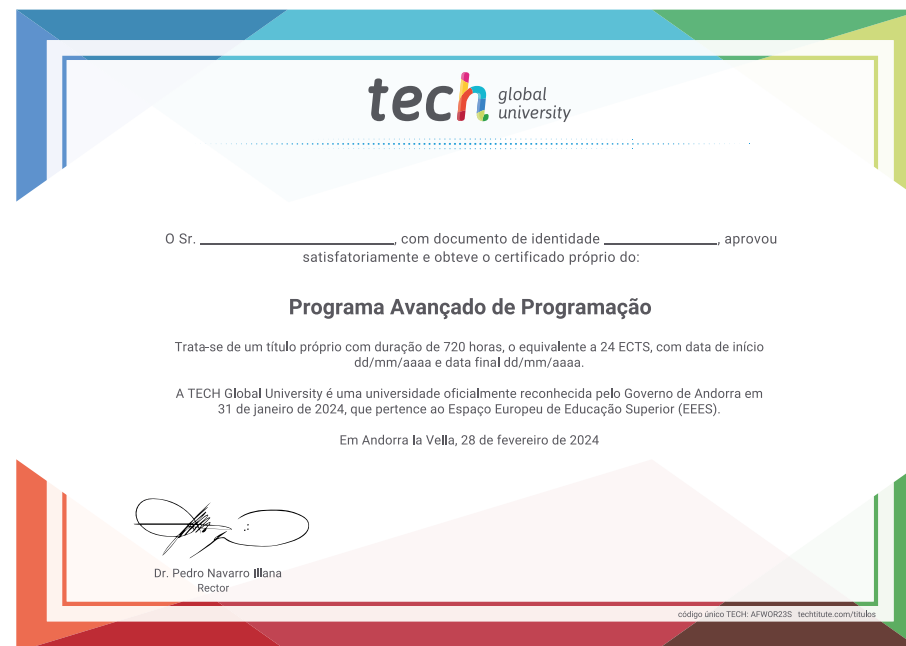 tech global
university
O Sr. ____________________, com documento de identidade ____________, aprovou
satisfatoriamente e obteve o certificado próprio do:
Programa Avançado de Programação
Trata-se de um título próprio com duração de 720 horas, o equivalente a 24 ECTS, com data de início
dd/mm/aaaa e data final dd/mm/aaaa.
A TECH Global University é uma universidade oficialmente reconhecida pelo Governo de Andorra em
31 de janeiro de 2024, que pertence ao Espaço Europeu de Educação Superior (EEES).
Em Andorra la Vella, 28 de fevereiro de 2024
Dr. Pedro Navarro Illana
Rector
código único TECH: AFWOR23S techtitute.com/titulos